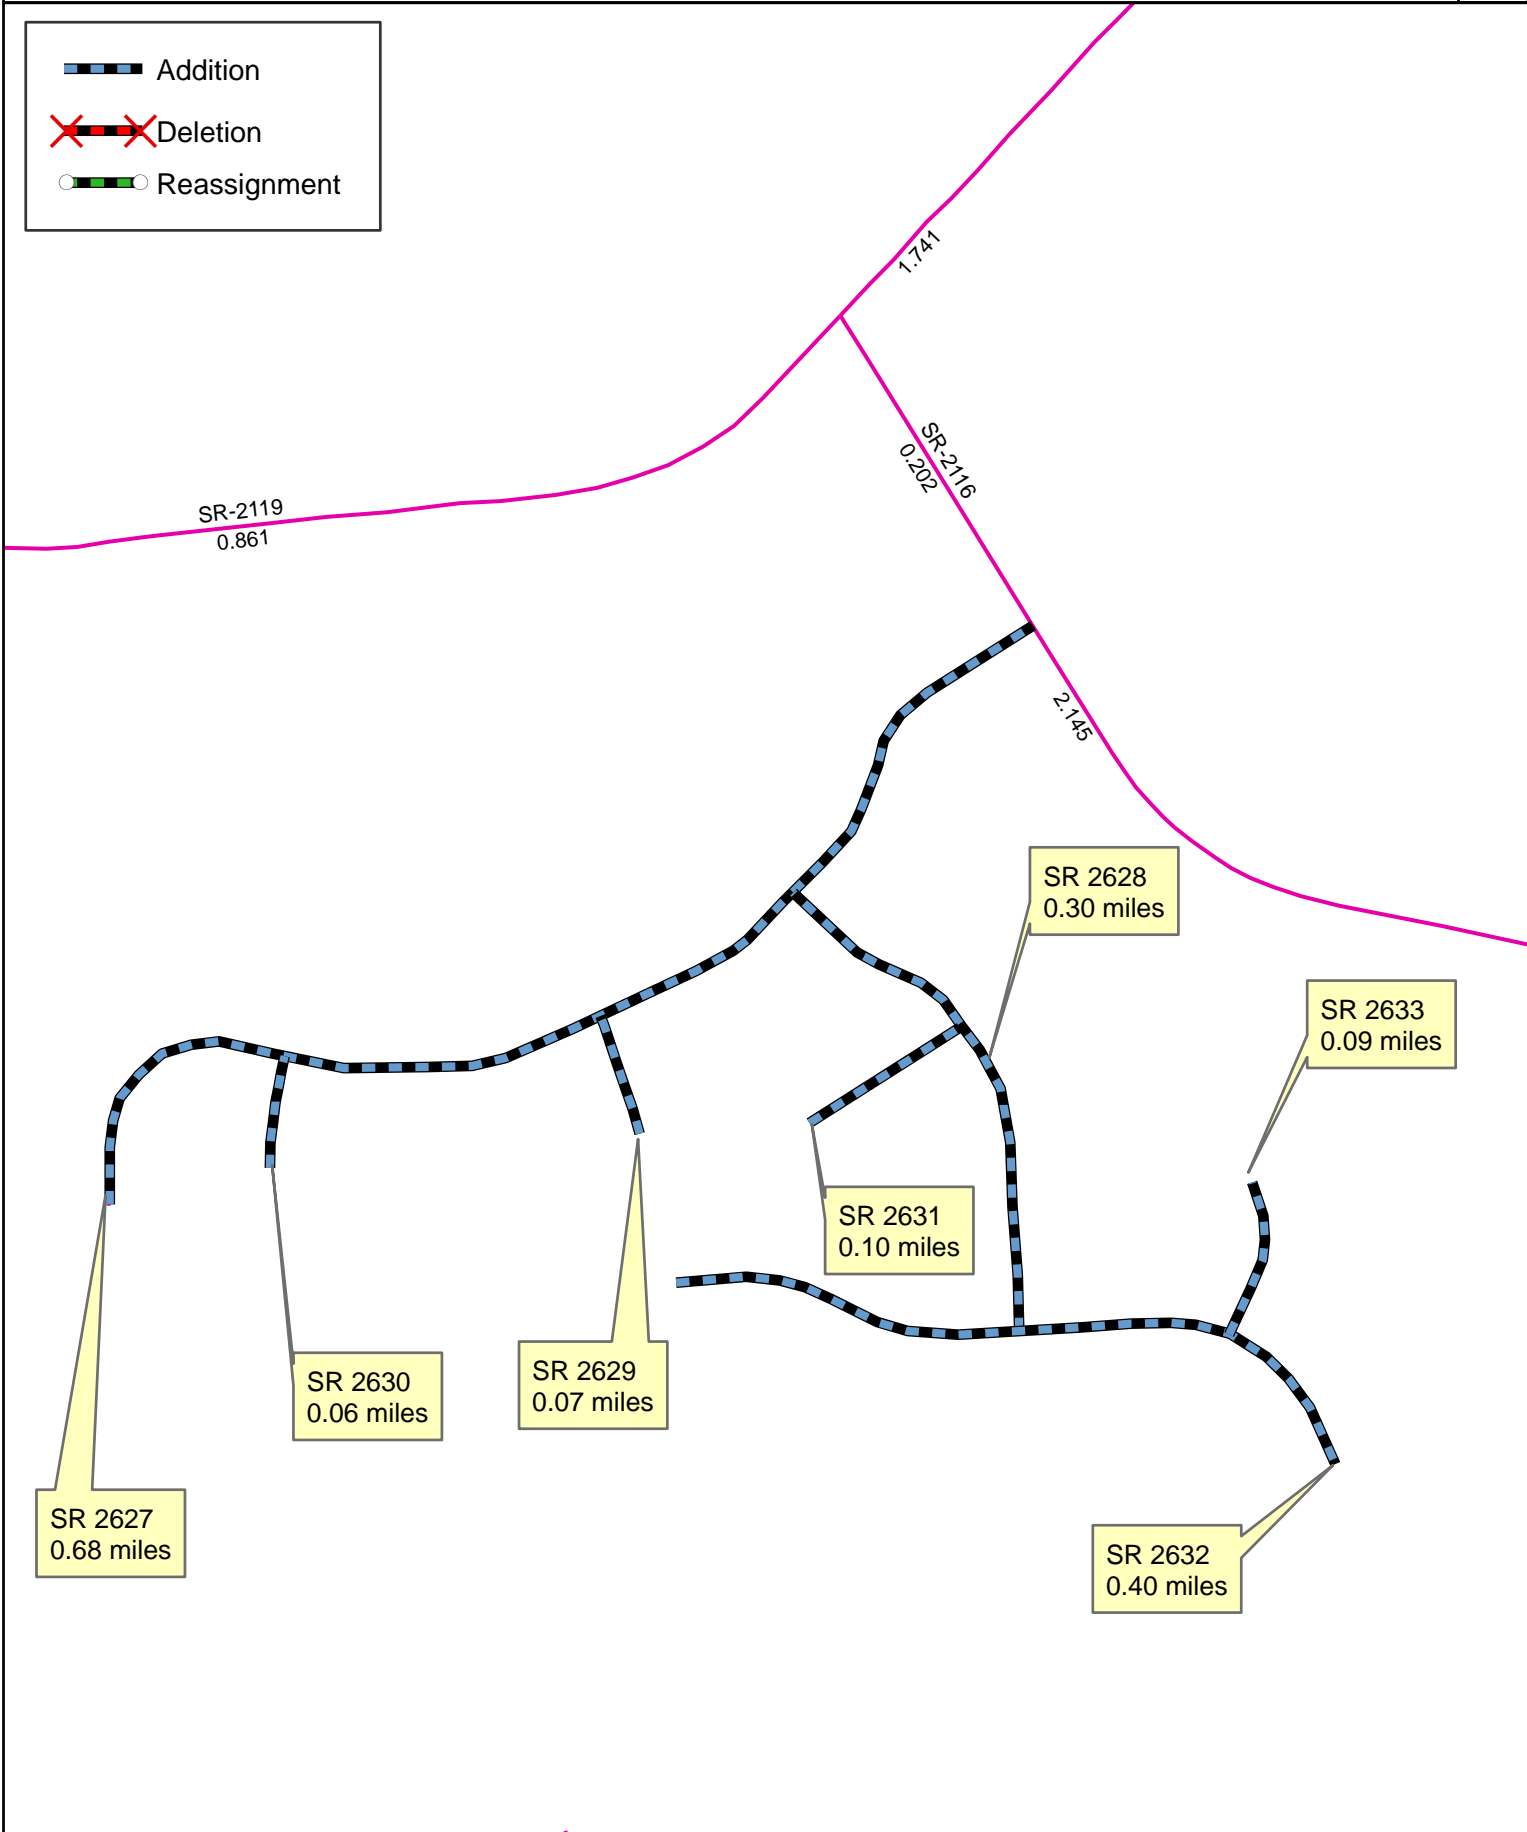 Addition
Deletion
Reassignment
1.741
SR-2116
0.202
SR-2119
0.861
2.145
SR 2628
0.30 miles
SR 2633
0.09 miles
SR 2631
0.10 miles
SR 2630
0.06 miles
SR 2629
0.07 miles
SR 2627
0.68 miles
SR 2632
0.40 miles